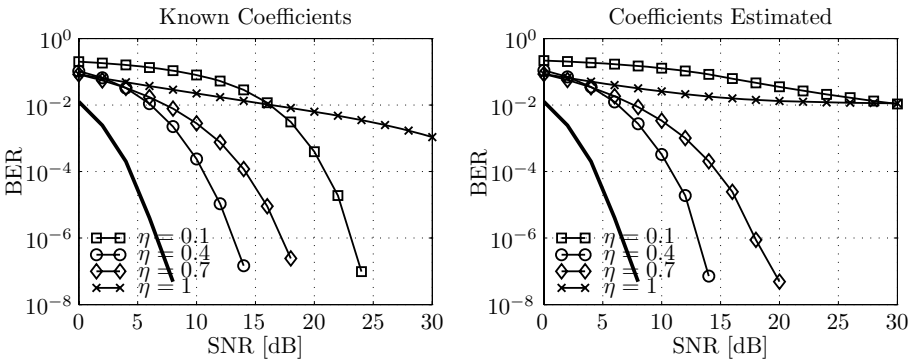 Known Coefficients
10^0
10^-2
10^-4
10^-6
10^-8
BER
η = 0.1
η = 0.4
η = 0.7
η = 1
0 5 10 15 20 25 30
SNR [dB]
Coefficients Estimated
10^0
10^-2
10^-4
10^-6
10^-8
BER
η = 0.1
η = 0.4
η = 0.7
η = 1
0 5 10 15 20 25 30
SNR [dB]